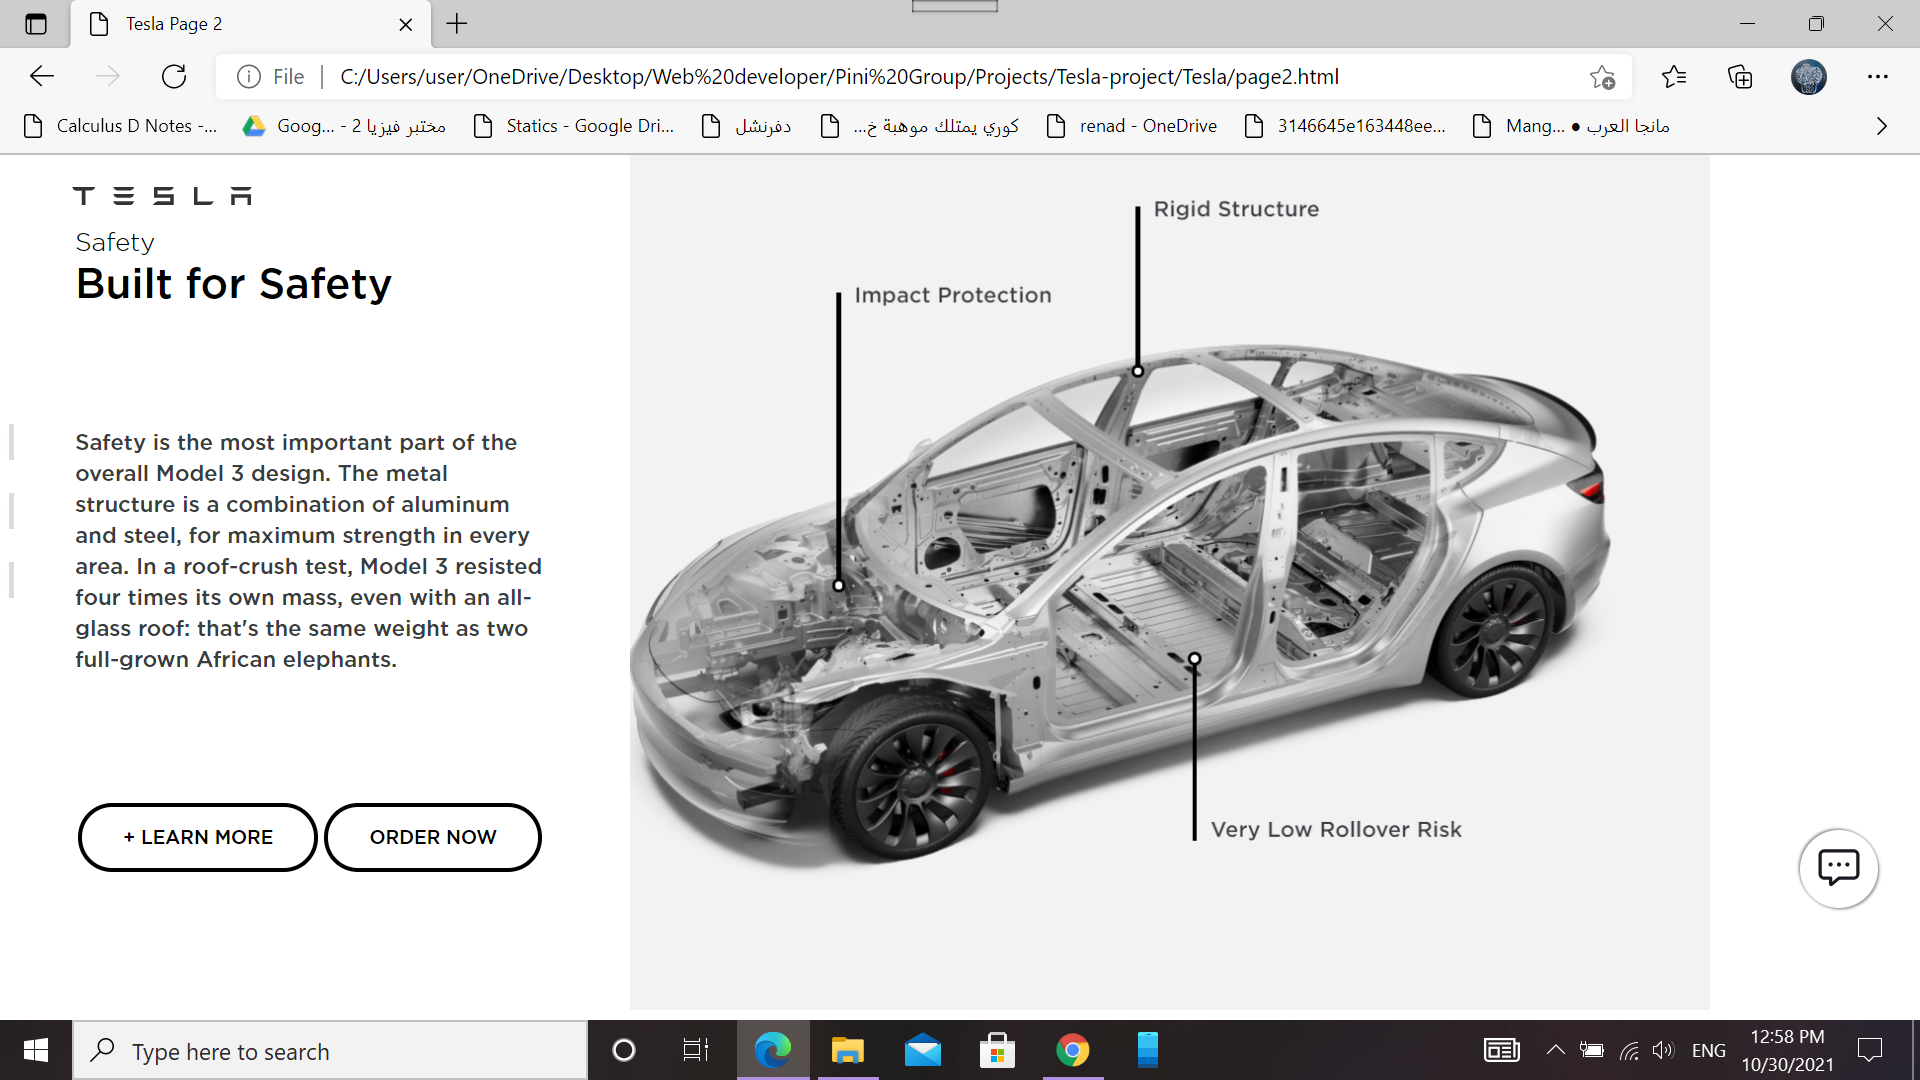 Tesla Page 2
File
C:/Users/user/OneDrive/Desktop/Web%20developer/Pini%20Group/Projects/Tesla-project/Tesla/page2.html
Calculus D Notes -...
Goog... - 2 مختبر فيزيا
Statics - Google Dri...
دفرنشل
كوري يمتلك موهبة خ...
renad - OneDrive
3146645e163448ee...
Mang... ● مانجا العرب
TESLA
Safety
Built for Safety
Safety is the most important part of the
overall Model 3 design. The metal
structure is a combination of aluminum
and steel, for maximum strength in every
area. In a roof-crush test, Model 3 resisted
four times its own mass, even with an all-
glass roof: that's the same weight as two
full-grown African elephants.
+ LEARN MORE
ORDER NOW
Rigid Structure
Impact Protection
Very Low Rollover Risk
Type here to search
ENG
12:58 PM
10/30/2021